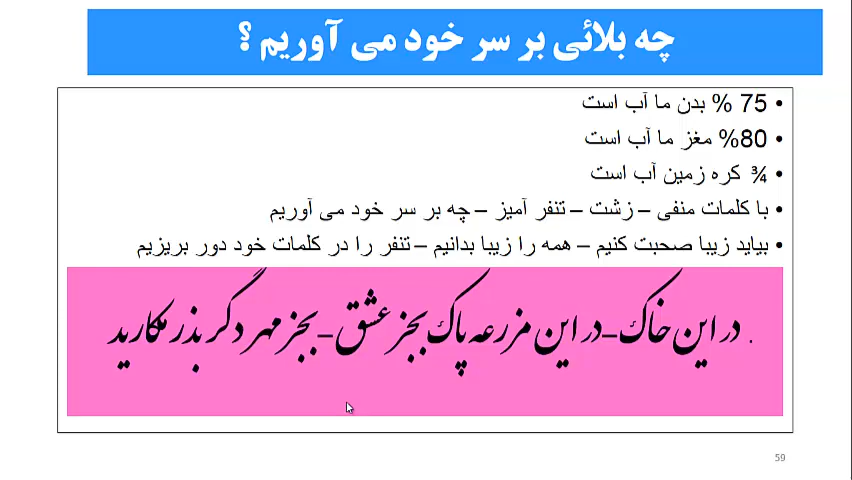 چه بلائی بر سر خود می آوریم ؟
• 75 % بدن ما آب است
• 80% مغز ما آب است
• ¾ کره زمین آب است
• با کلمات منفی – زشت – تنفر آمیز – چه بر سر خود می آوریم
• بیاید زیبا صحبت کنیم – همه را زیبا بدانیم – تنفر را در کلمات خود دور بریزیم
. در این خاک – در این مزرعه پاک بجز عشق – بجز مهر دگر بذر مکارید
59